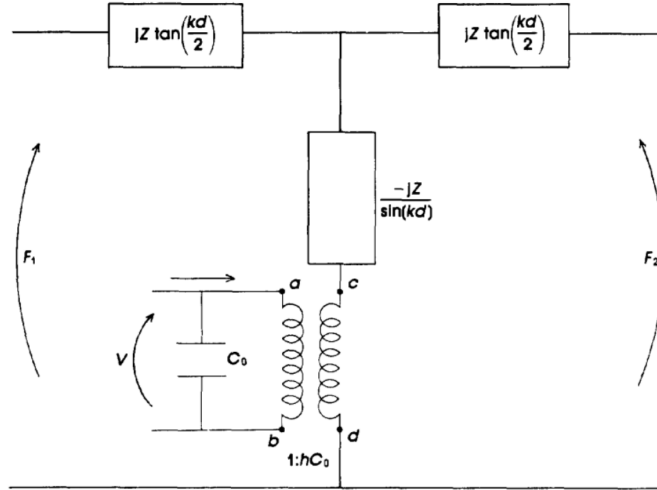 jZ tan(kd/2)
jZ tan(kd/2)
-jZ/sin(kd)
F₁
F₂
a
c
V
C₀
b
d
1:hC₀